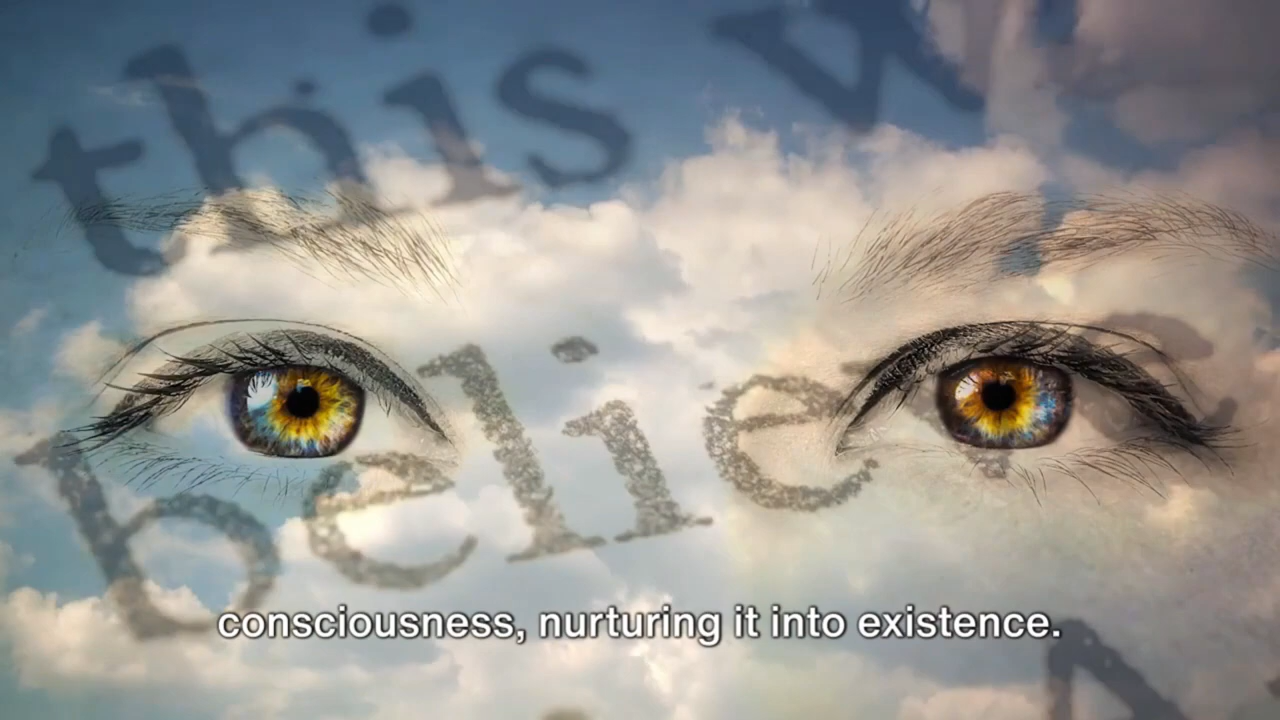 this w
belie
consciousness, nurturing it into existence.